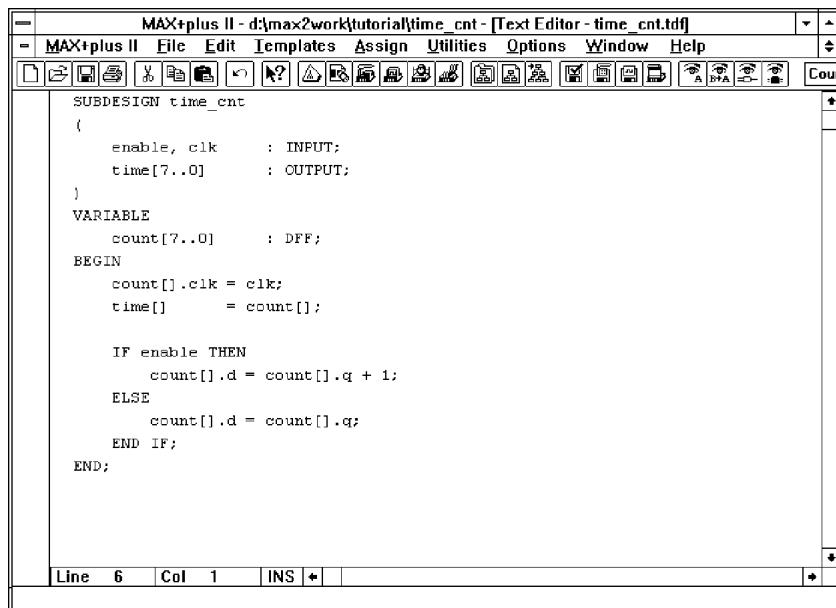 MAX+plus II - d:\max2work\tutorial\time_cnt - [Text Editor - time_cnt.tdf]
MAX+plus II File Edit Templates Assign Utilities Options Window Help
Cou
SUBDESIGN time_cnt
(
    enable, clk      : INPUT;
    time[7..0]       : OUTPUT;
)
VARIABLE
    count[7..0]      : DFF;
BEGIN
    count[].clk = clk;
    time[]      = count[];
    IF enable THEN
        count[].d = count[].q + 1;
    ELSE
        count[].d = count[].q;
    END IF;
END;
Line 6 Col 1 INS